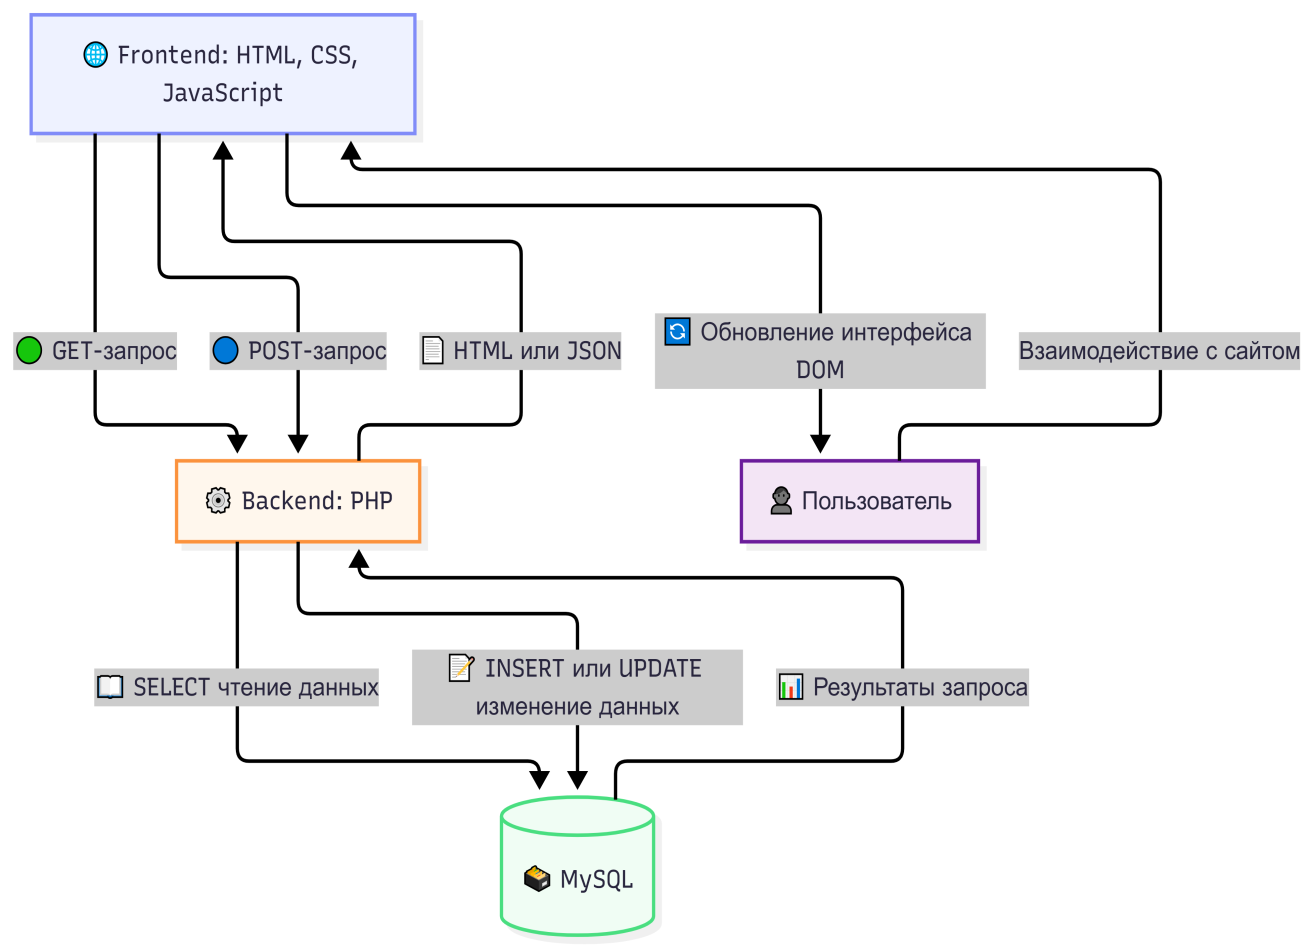 🌐 Frontend: HTML, CSS,
JavaScript
🟢 GET-запрос
🔵 POST-запрос
📄 HTML или JSON
🔄 Обновление интерфейса
DOM
Взаимодействие с сайтом
⚙️ Backend: PHP
👤 Пользователь
📖 SELECT чтение данных
📝 INSERT или UPDATE
изменение данных
📊 Результаты запроса
🗃️ MySQL